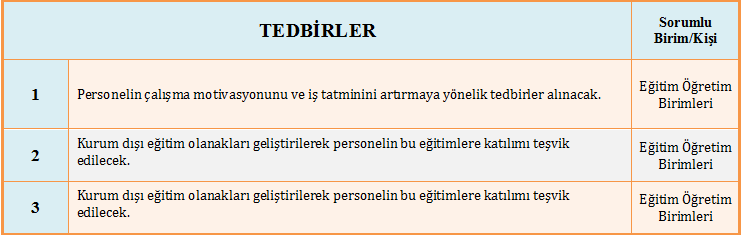 TEDBİRLER
Sorumlu
Birim/Kişi
1
Personelin çalışma motivasyonunu ve iş tatminini artırmaya yönelik tedbirler alınacak.
Eğitim Öğretim
Birimleri
2
Kurum dışı eğitim olanakları geliştirilerek personelin bu eğitimlere katılımı teşvik
edilecek.
Eğitim Öğretim
Birimleri
3
Kurum dışı eğitim olanakları geliştirilerek personelin bu eğitimlere katılımı teşvik
edilecek.
Eğitim Öğretim
Birimleri